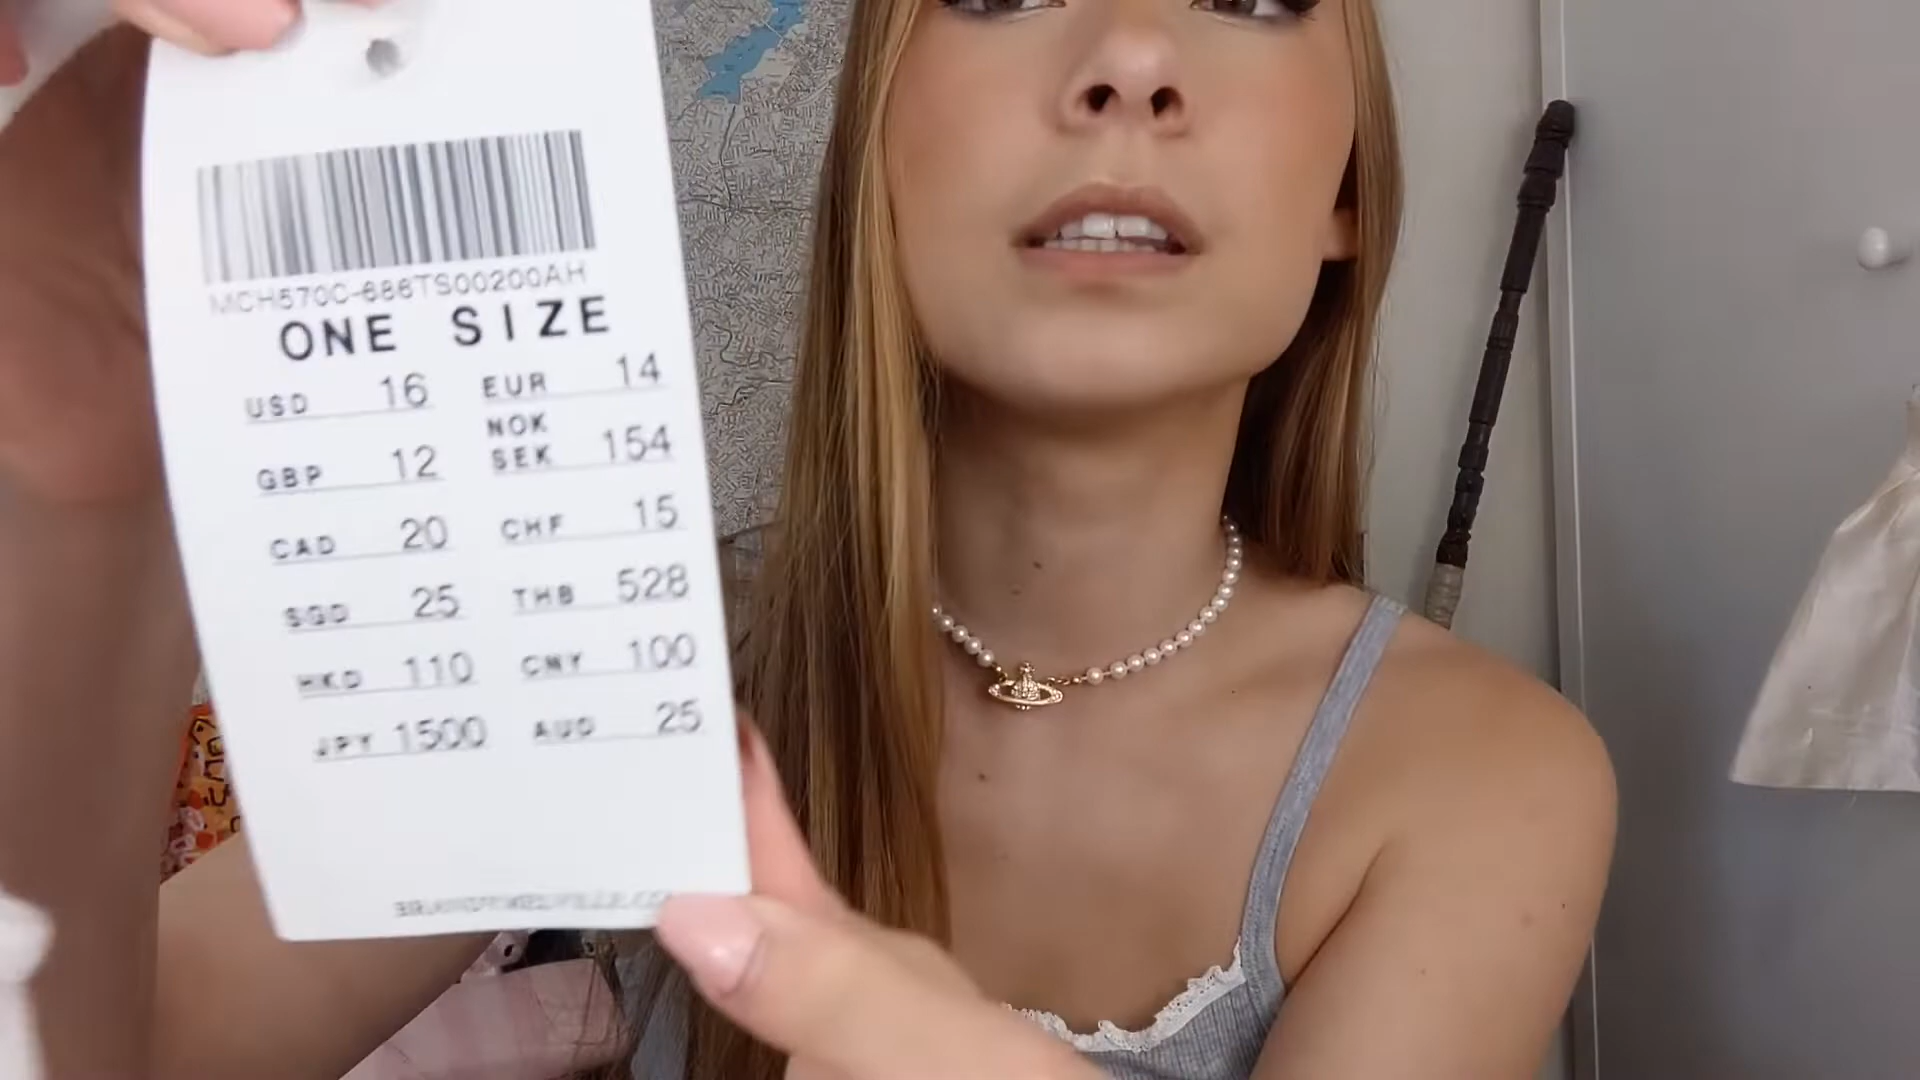 MCH570C-686TS00200AH
ONE SIZE
USD 16 EUR 14
NOK
GBP 12 SEK 154
CAD 20 CHF 15
SGD 25 THB 528
HKD 110 CNY 100
JPY 1500 AUD 25